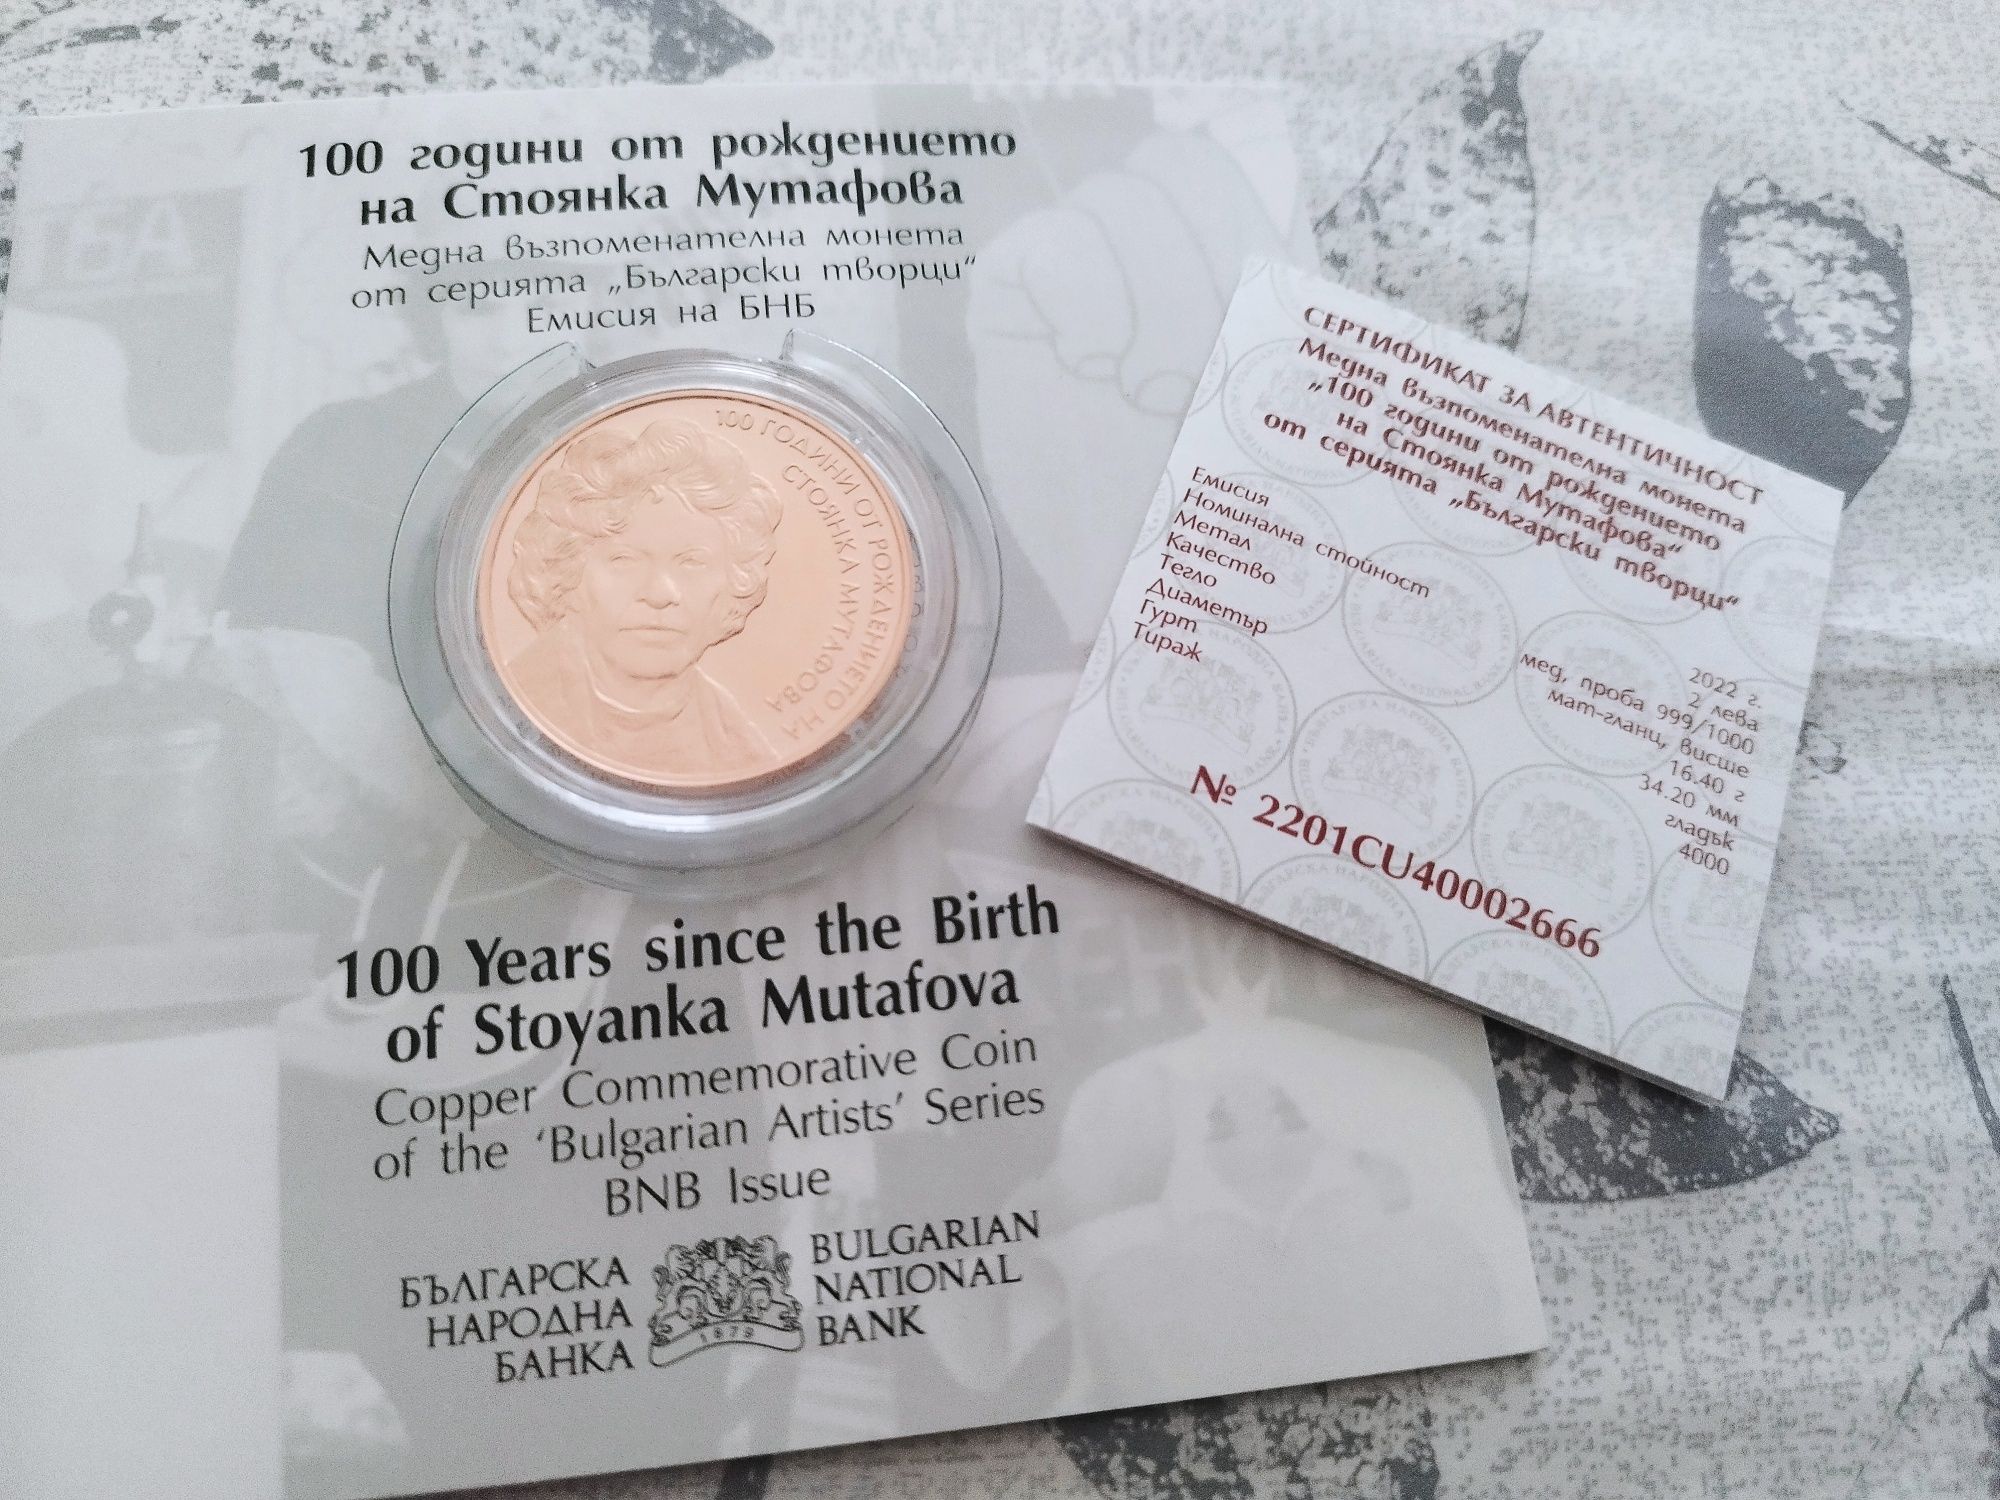 100 години от рождението
на Стоянка Мутафова
Медна възпоменателна монета
от серията „Български творци“
Емисия на БНБ
100 ГОДИНИ ОТ РОЖДЕНИЕТО НА
СТОЯНКА МУТАФОВА
100 Years since the Birth
of Stoyanka Mutafova
Copper Commemorative Coin
of the ‘Bulgarian Artists’ Series
BNB Issue
БЪЛГАРСКА
НАРОДНА
БАНКА
1879
BULGARIAN
NATIONAL
BANK
СЕРТИФИКАТ ЗА АВТЕНТИЧНОСТ
Медна възпоменателна монета
„100 години от рождението
на Стоянка Мутафова“
от серията „Български творци“
Емисия 2022 г.
Номинална стойност 2 лева
Метал мед, проба 999/1000
Качество мат-гланц, висше
Тегло 16.40 г
Диаметър 34.20 мм
Гурт гладък
Тираж 4000
№ 2201CU40002666